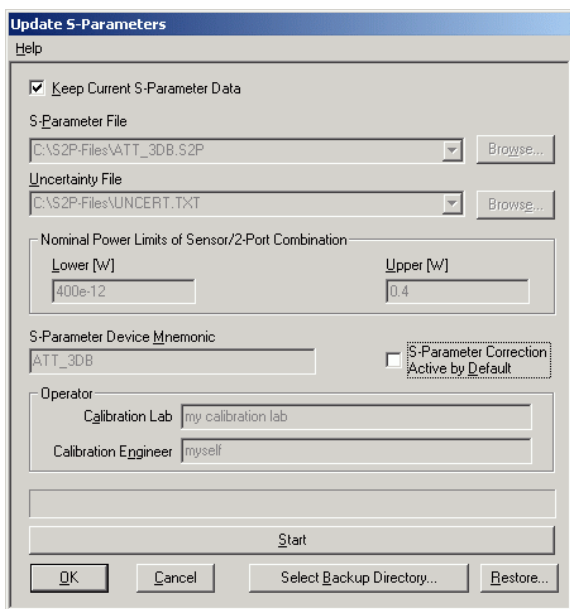 Update S-Parameters
Help
Keep Current S-Parameter Data
S-Parameter File
C:\S2P-Files\ATT_3DB.S2P
Browse...
Uncertainty File
C:\S2P-Files\UNCERT.TXT
Browse...
Nominal Power Limits of Sensor/2-Port Combination
Lower [W]
Upper [W]
400e-12
0.4
S-Parameter Device Mnemonic
ATT_3DB
S-Parameter Correction
Active by Default
Operator
Calibration Lab
my calibration lab
Calibration Engineer
myself
Start
OK
Cancel
Select Backup Directory...
Restore...